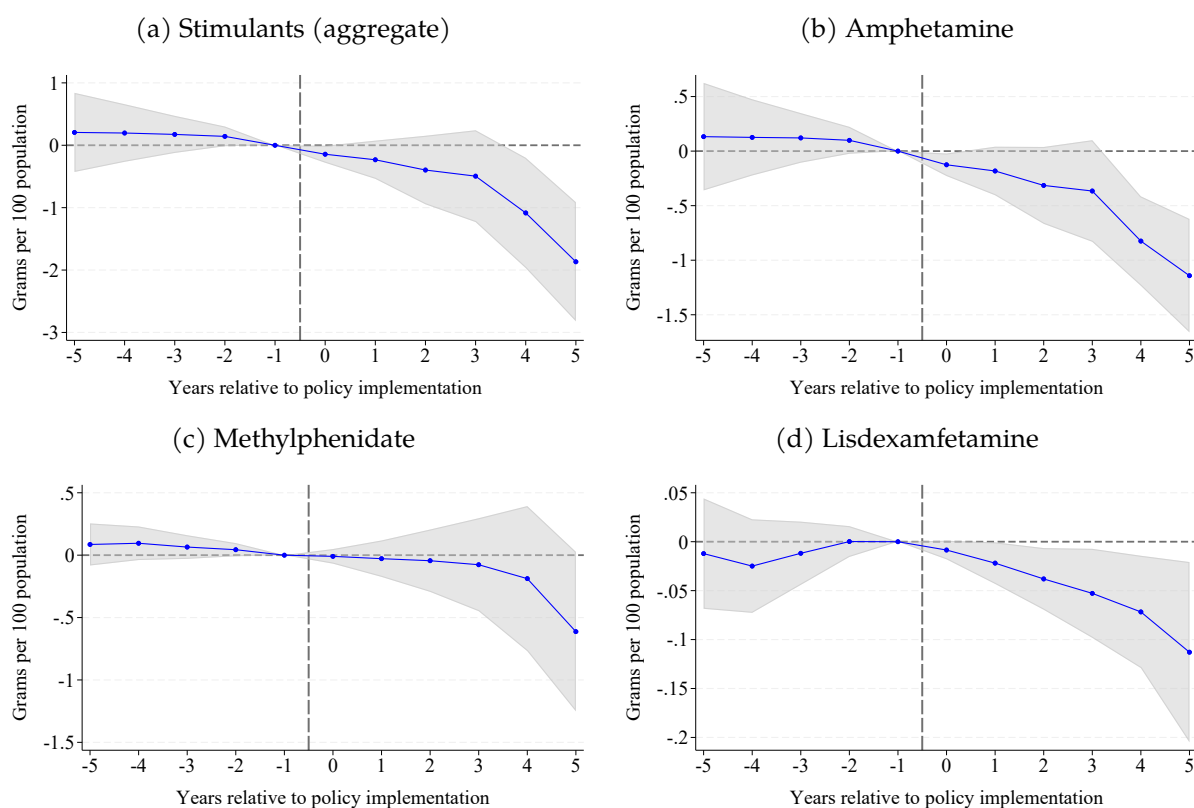 (a) Stimulants (aggregate)
Grams per 100 population
1
0
-1
-2
-3
-5 -4 -3 -2 -1 0 1 2 3 4 5
Years relative to policy implementation
(b) Amphetamine
Grams per 100 population
.5
0
-.5
-1
-1.5
-5 -4 -3 -2 -1 0 1 2 3 4 5
Years relative to policy implementation
(c) Methylphenidate
Grams per 100 population
.5
0
-.5
-1
-1.5
-5 -4 -3 -2 -1 0 1 2 3 4 5
Years relative to policy implementation
(d) Lisdexamfetamine
Grams per 100 population
.05
0
-.05
-.1
-.15
-.2
-5 -4 -3 -2 -1 0 1 2 3 4 5
Years relative to policy implementation